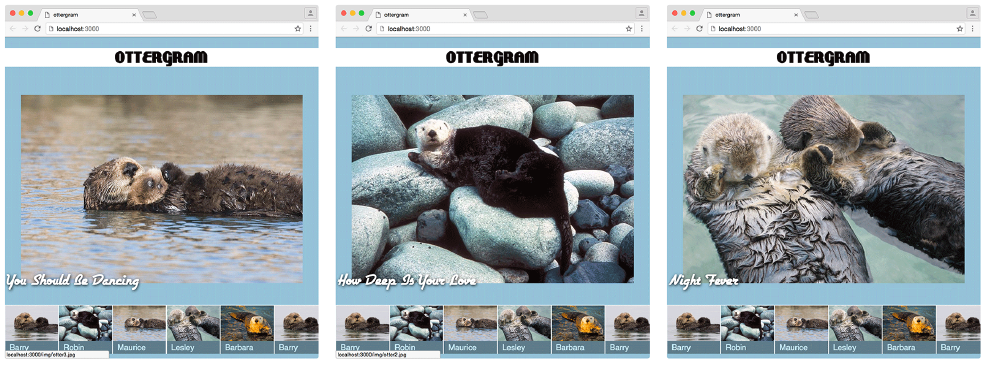 ottergram
localhost:3000
OTTERGRAM
You Should Be Dancing
Barry Robin Maurice Lesley Barbara Barry
localhost:3000/img/otter3.jpg
ottergram
localhost:3000
OTTERGRAM
How Deep Is Your Love
Barry Robin Maurice Lesley Barbara Barry
localhost:3000/img/otter2.jpg
ottergram
localhost:3000
OTTERGRAM
Night Fever
Barry Robin Maurice Lesley Barbara Barry